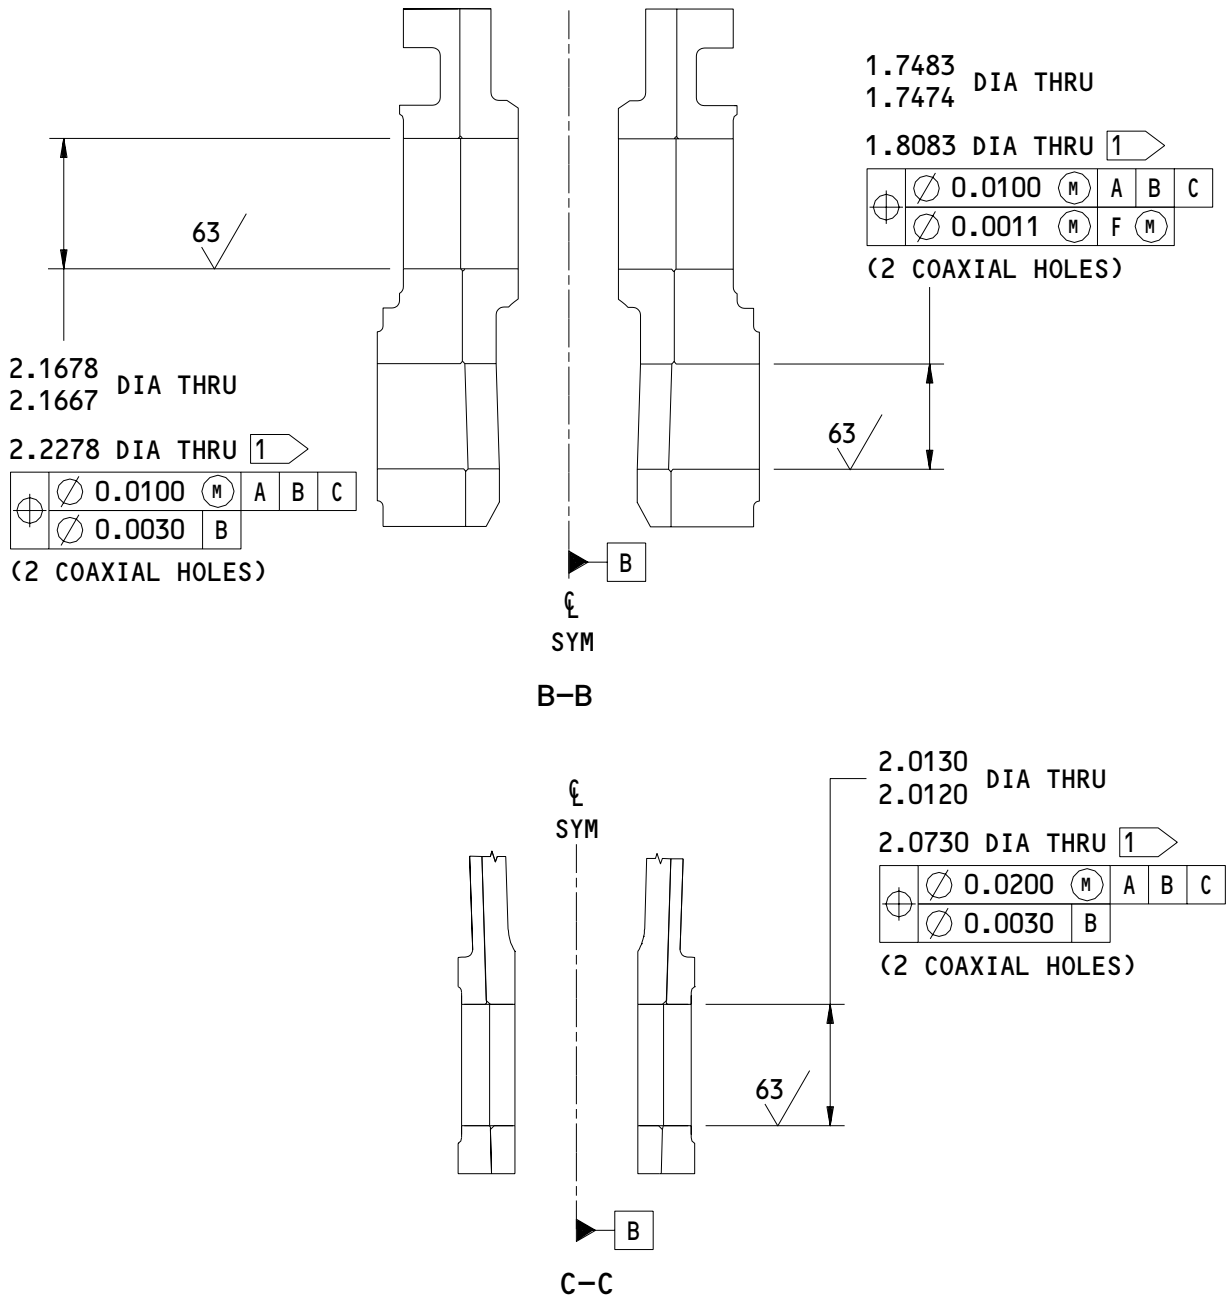 1.7483
1.7474
DIA THRU
1.8083 DIA THRU 1
⌖ ∅ 0.0100 Ⓜ A B C
∅ 0.0011 Ⓜ F Ⓜ
(2 COAXIAL HOLES)
63
2.1678
2.1667
DIA THRU
2.2278 DIA THRU 1
⌖ ∅ 0.0100 Ⓜ A B C
∅ 0.0030 B
(2 COAXIAL HOLES)
63
B
℄
SYM
B-B
2.0130
2.0120
DIA THRU
2.0730 DIA THRU 1
⌖ ∅ 0.0200 Ⓜ A B C
∅ 0.0030 B
(2 COAXIAL HOLES)
℄
SYM
63
B
C-C